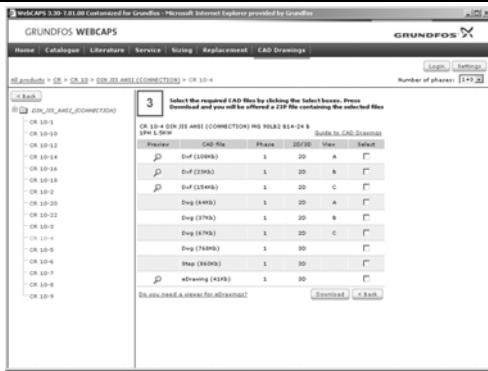 WebCAPS 3.30-7.01.00 Customized for Grundfos - Microsoft Internet Explorer provided by Grundfos
GRUNDFOS WEBCAPS
GRUNDFOS
Home Catalogue Literature Service Sizing Replacement CAD Drawings
Login Settings
All products > CR > CR 10 > DIN JIS ANSI (CONNECTION) > CR 10-4
Number of phases: 1+3
< Back
DIN_JIS_ANSI_(CONNECTION)
CR 10-1
CR 10-10
CR 10-12
CR 10-14
CR 10-16
CR 10-18
CR 10-2
CR 10-20
CR 10-22
CR 10-3
CR 10-4
CR 10-5
CR 10-6
CR 10-7
CR 10-8
CR 10-9
3
Select the required CAD files by clicking the Select boxes. Press
Download and you will be offered a ZIP file containing the selected files
CR 10-4 DIN JIS ANSI (CONNECTION) MG 90LB2 B14-24 &
1PH 1.5KW
Guide to CAD Drawings
Preview CAD file Phase 2D/3D View Select
Dxf (108Kb) 1 2D A
Dxf (23Kb) 1 2D B
Dxf (154Kb) 1 2D C
Dwg (64Kb) 1 2D A
Dwg (37Kb) 1 2D B
Dwg (67Kb) 1 2D C
Dwg (768Kb) 1 3D
Step (860Kb) 1 3D
eDrawing (41Kb) 1 3D
Do you need a viewer for eDrawings?
Download < Back